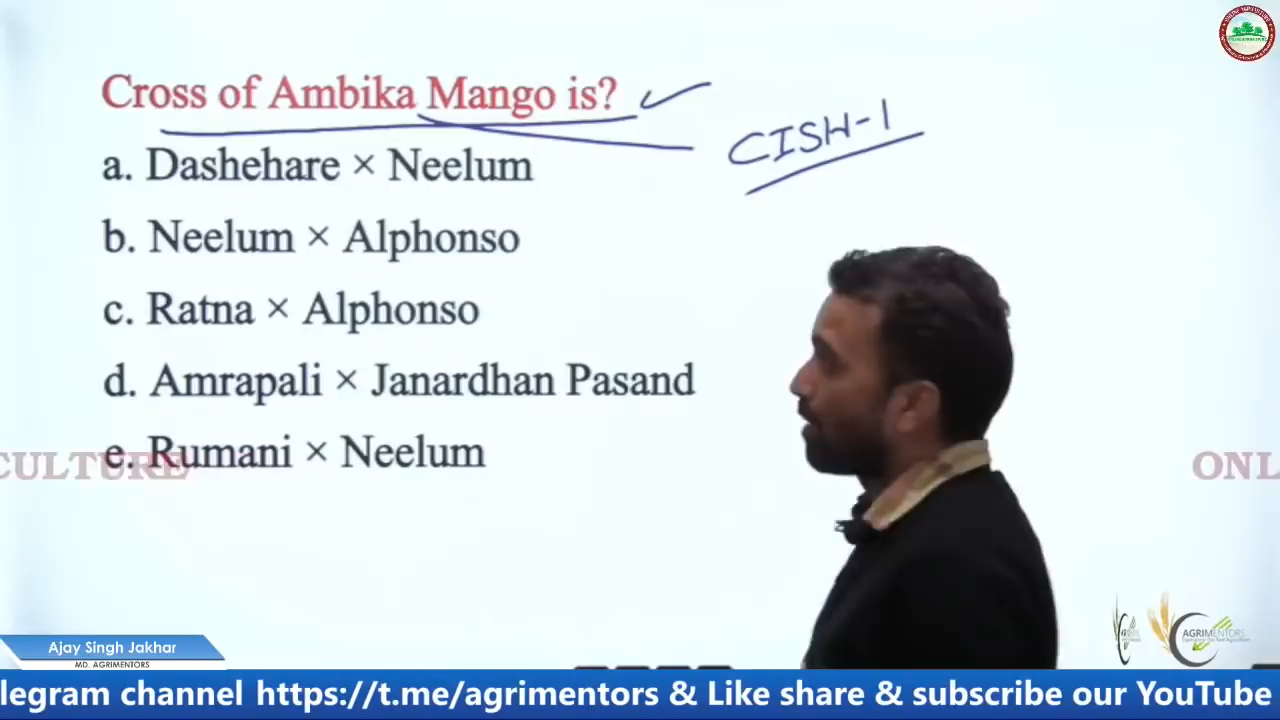 Cross of Ambika Mango is?
CISH-1
a. Dashehare × Neelum
b. Neelum × Alphonso
c. Ratna × Alphonso
d. Amrapali × Janardhan Pasand
e. Rumani × Neelum
CULTURE
ONL
AGRIMENTORS
Ajay Singh Jakhar
MD. AGRIMENTORS
legram channel https://t.me/agrimentors & Like share & subscribe our YouTube